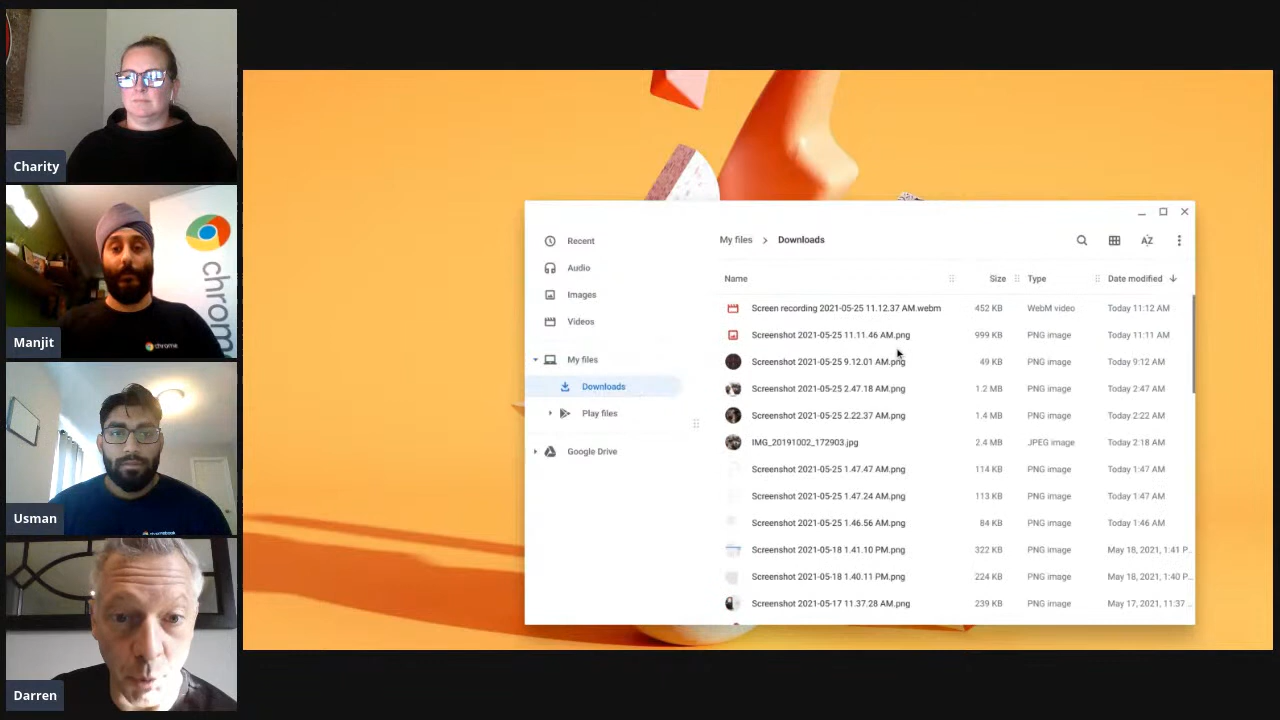 Charity
Manjit
chrom
chrome
Usman
Darren
Recent
Audio
Images
Videos
My files
Downloads
Play files
Google Drive
My files > Downloads
AZ
Name Size Type Date modified
Screen recording 2021-05-25 11.12.37 AM.webm 452 KB WebM video Today 11:12 AM
Screenshot 2021-05-25 11.11.46 AM.png 999 KB PNG image Today 11:11 AM
Screenshot 2021-05-25 9.12.01 AM.png 49 KB PNG image Today 9:12 AM
Screenshot 2021-05-25 2.47.18 AM.png 1.2 MB PNG image Today 2:47 AM
Screenshot 2021-05-25 2.22.37 AM.png 1.4 MB PNG image Today 2:22 AM
IMG_20191002_172903.jpg 2.4 MB JPEG image Today 2:18 AM
Screenshot 2021-05-25 1.47.47 AM.png 114 KB PNG image Today 1:47 AM
Screenshot 2021-05-25 1.47.24 AM.png 113 KB PNG image Today 1:47 AM
Screenshot 2021-05-25 1.46.56 AM.png 84 KB PNG image Today 1:46 AM
Screenshot 2021-05-18 1.41.10 PM.png 322 KB PNG image May 18, 2021, 1:41 P...
Screenshot 2021-05-18 1.40.11 PM.png 224 KB PNG image May 18, 2021, 1:40 P...
Screenshot 2021-05-17 11.37.28 AM.png 239 KB PNG image May 17, 2021, 11:37 ...